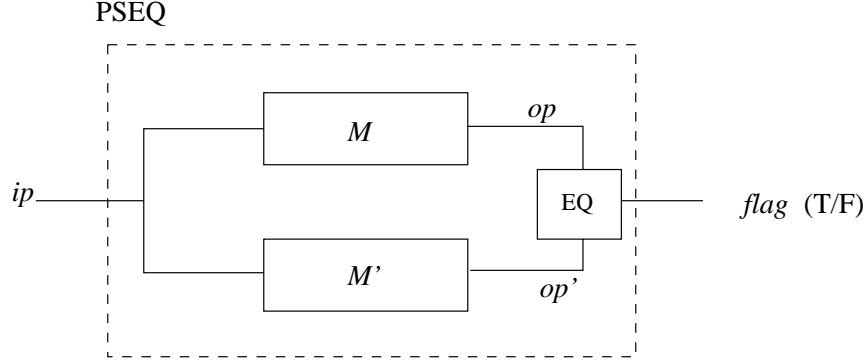 PSEQ
M
op
ip
EQ
flag (T/F)
M’
op’